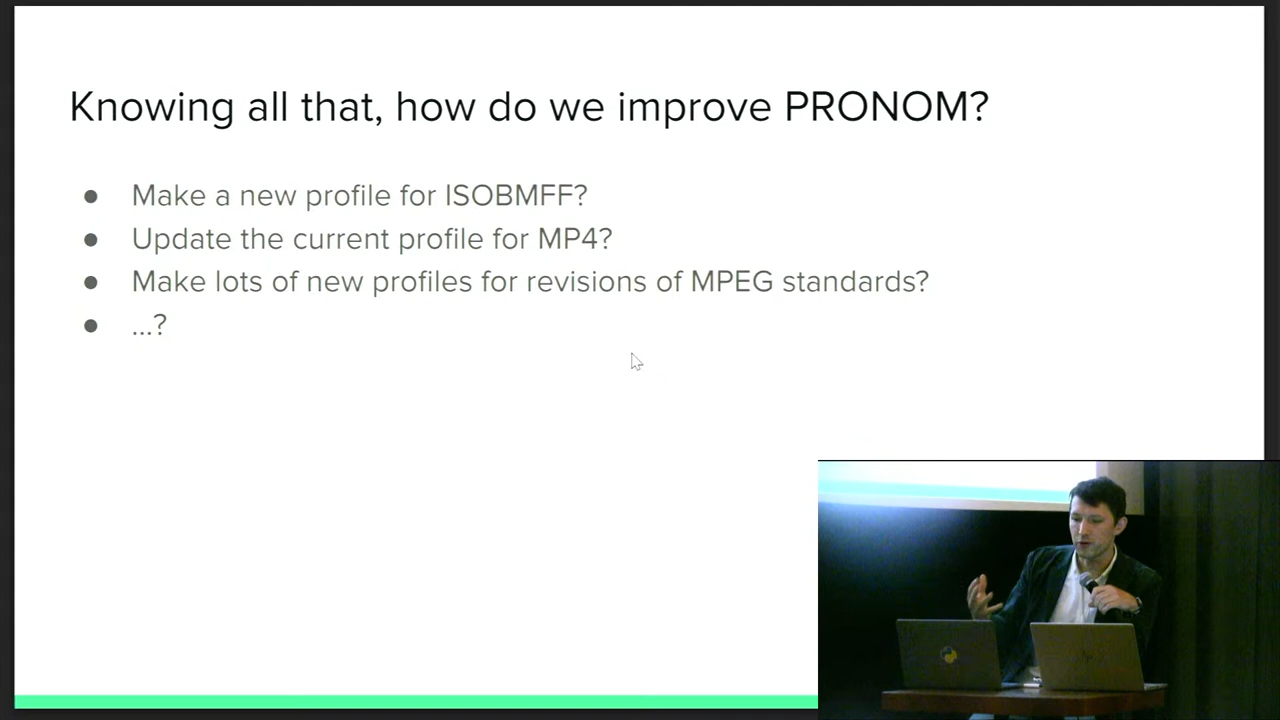 Knowing all that, how do we improve PRONOM?
● Make a new profile for ISOBMFF?
● Update the current profile for MP4?
● Make lots of new profiles for revisions of MPEG standards?
● ...?